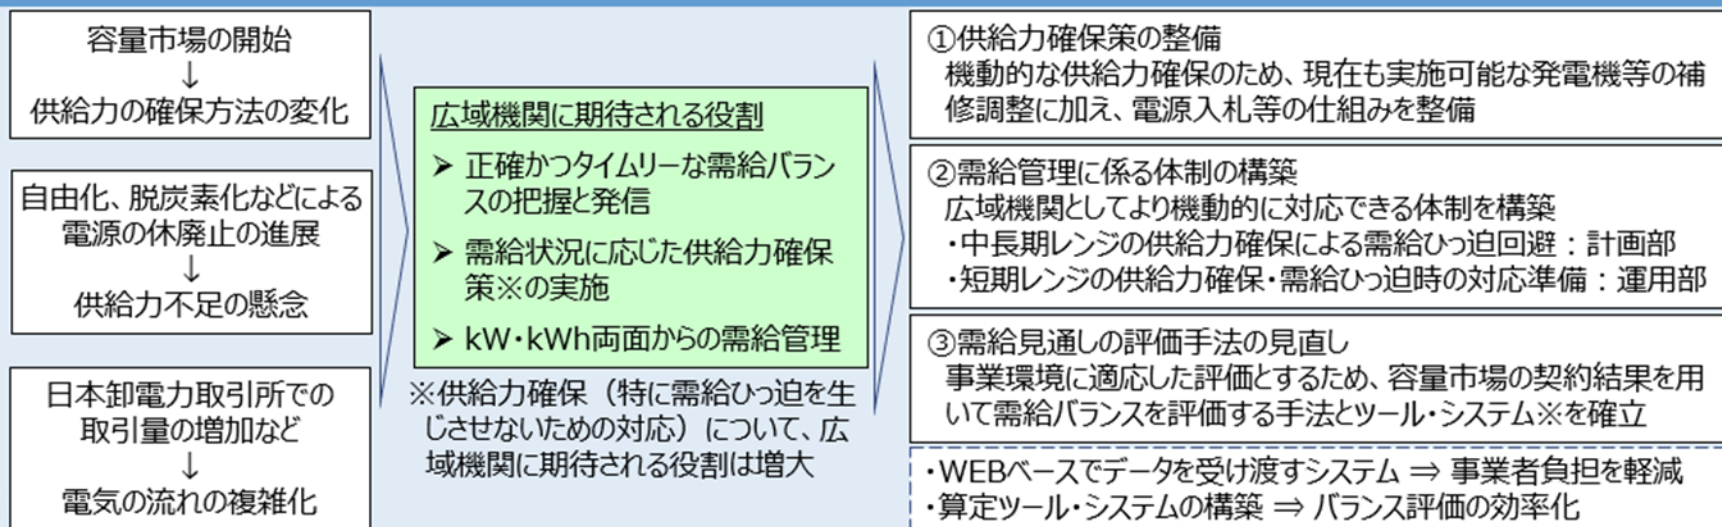 容量市場の開始
↓
供給力の確保方法の変化
自由化、脱炭素化などによる
電源の休廃止の進展
↓
供給力不足の懸念
日本卸電力取引所での
取引量の増加など
↓
電気の流れの複雑化
広域機関に期待される役割
➢ 正確かつタイムリーな需給バラン
スの把握と発信
➢ 需給状況に応じた供給力確保
策※の実施
➢ kW・kWh両面からの需給管理
※供給力確保（特に需給ひっ迫を生
じさせないための対応）について、広
域機関に期待される役割は増大
①供給力確保策の整備
機動的な供給力確保のため、現在も実施可能な発電機等の補
修調整に加え、電源入札等の仕組みを整備
②需給管理に係る体制の構築
広域機関としてより機動的に対応できる体制を構築
・中長期レンジの供給力確保による需給ひっ迫回避：計画部
・短期レンジの供給力確保・需給ひっ迫時の対応準備：運用部
③需給見通しの評価手法の見直し
事業環境に適応した評価とするため、容量市場の契約結果を用
いて需給バランスを評価する手法とツール・システム※を確立
・WEBベースでデータを受け渡すシステム ⇒ 事業者負担を軽減
・算定ツール・システムの構築 ⇒ バランス評価の効率化